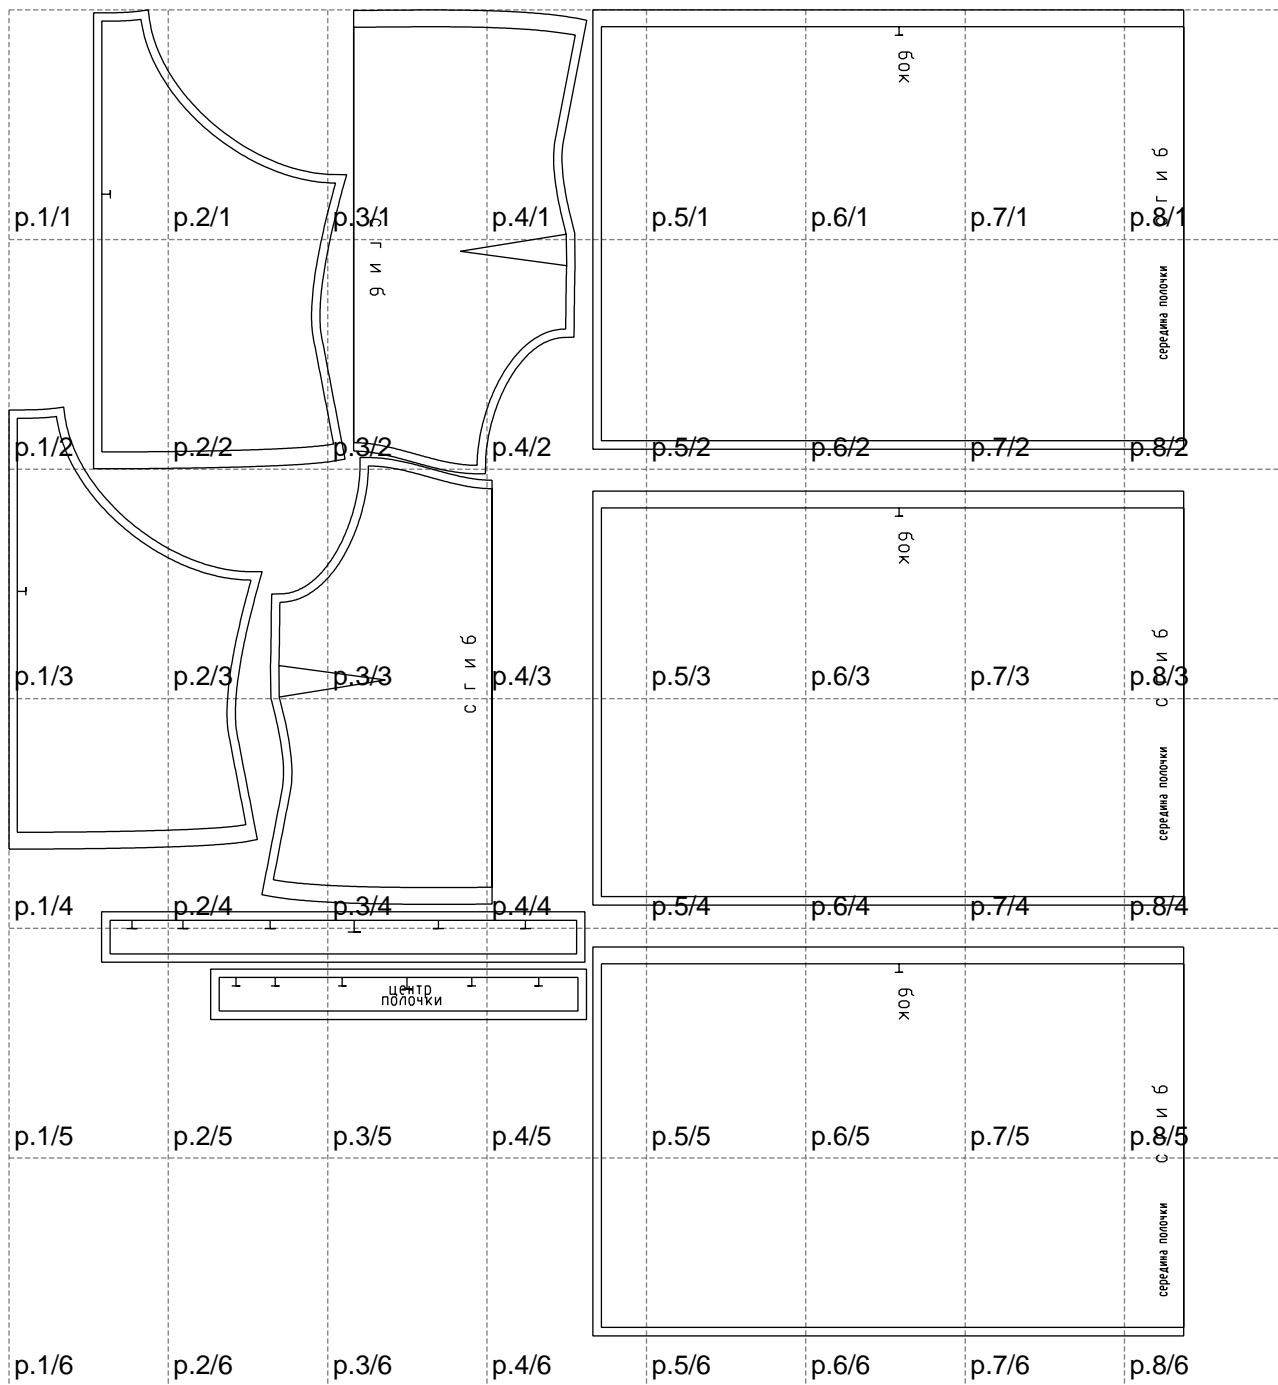 бок
сгиб
p.1/1
p.2/1
p.3/1
p.4/1
p.5/1
p.6/1
p.7/1
p.8/1
сгиб
середина полочки
p.1/2
p.2/2
p.3/2
p.4/2
p.5/2
p.6/2
p.7/2
p.8/2
бок
сгиб
сгиб
p.1/3
p.2/3
p.3/3
p.4/3
p.5/3
p.6/3
p.7/3
p.8/3
середина полочки
p.1/4
p.2/4
p.3/4
p.4/4
p.5/4
p.6/4
p.7/4
p.8/4
центр
полочки
бок
сгиб
p.1/5
p.2/5
p.3/5
p.4/5
p.5/5
p.6/5
p.7/5
p.8/5
середина полочки
p.1/6
p.2/6
p.3/6
p.4/6
p.5/6
p.6/6
p.7/6
p.8/6